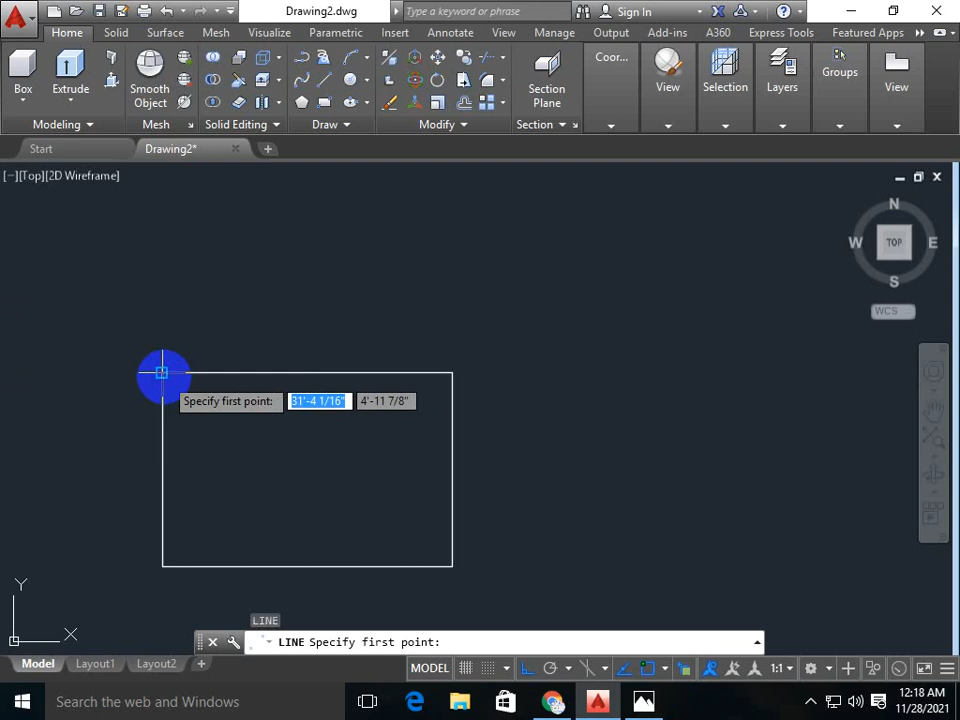 Drawing2.dwg
Type a keyword or phrase
Sign In
Home Solid Surface Mesh Visualize Parametric Insert Annotate View Manage Output Add-ins A360 Express Tools Featured Apps
Box
Extrude
Smooth
Object
Section
Plane
Coor...
View
Selection
Layers
Groups
View
Modeling
Mesh
Solid Editing
Draw
Modify
Section
Start
Drawing2*
[−][Top][2D Wireframe]
N
W
TOP
E
S
WCS
Specify first point: 31'-4 1/16" 4'-11 7/8"
Y
X
LINE
LINE Specify first point:
Model Layout1 Layout2
MODEL
1:1
Search the web and Windows
12:18 AM
11/28/2021